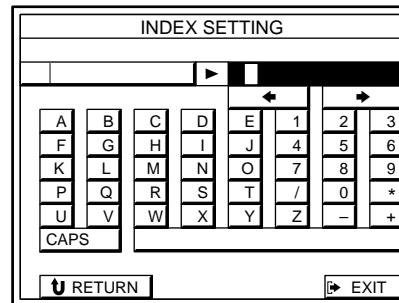 INDEX SETTING
A B C D E 1 2 3
F G H I J 4 5 6
K L M N O 7 8 9
P Q R S T / 0 *
U V W X Y Z – +
CAPS
RETURN EXIT